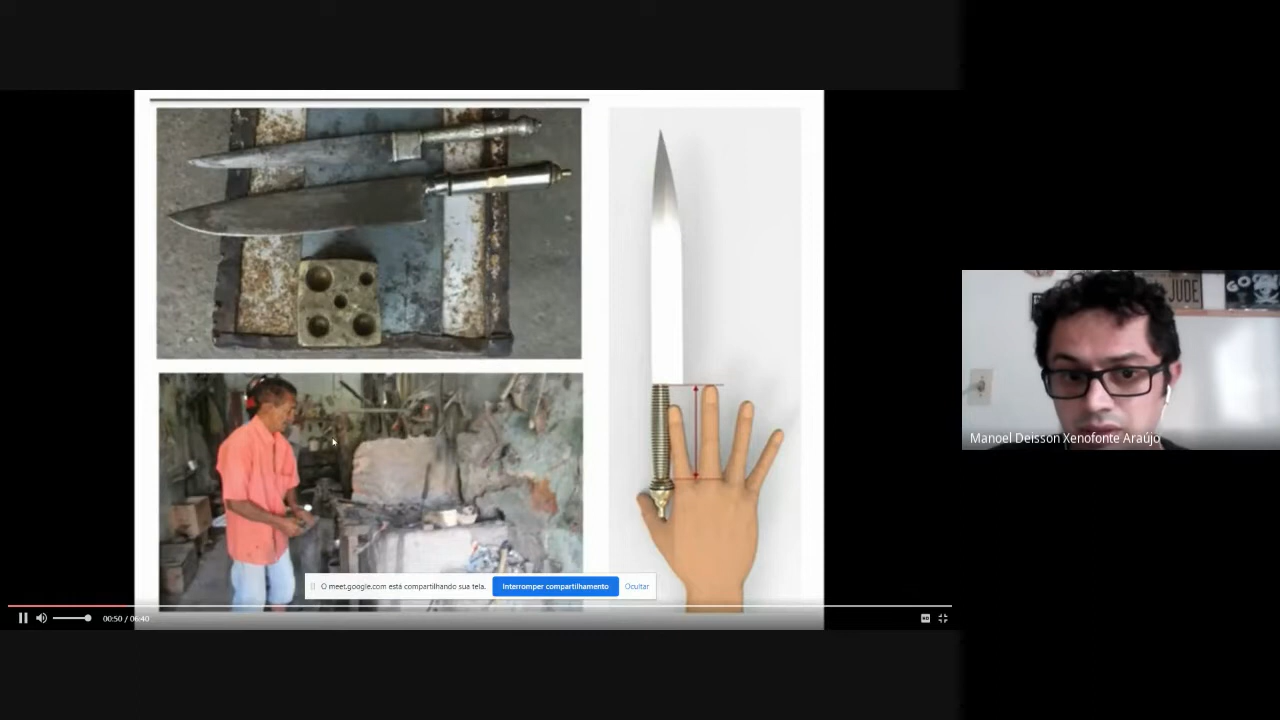 JUDE
GO
Manoel Deisson Xenofonte Araújo
O meet.google.com está compartilhando sua tela.
Interromper compartilhamento
Ocultar
00:50 / 06:40